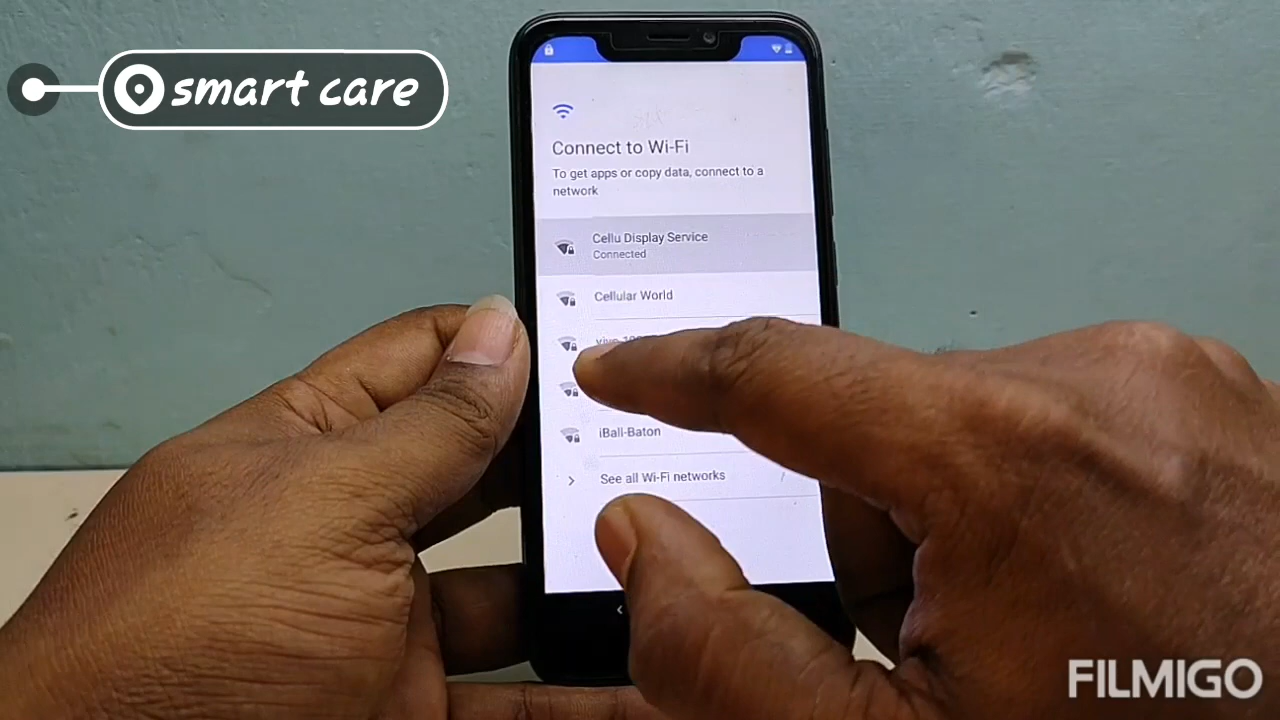 smart care
Connect to Wi-Fi
To get apps or copy data, connect to a
network
Cellu Display Service
Connected
Cellular World
iBall-Baton
See all Wi-Fi networks
FILMIGO